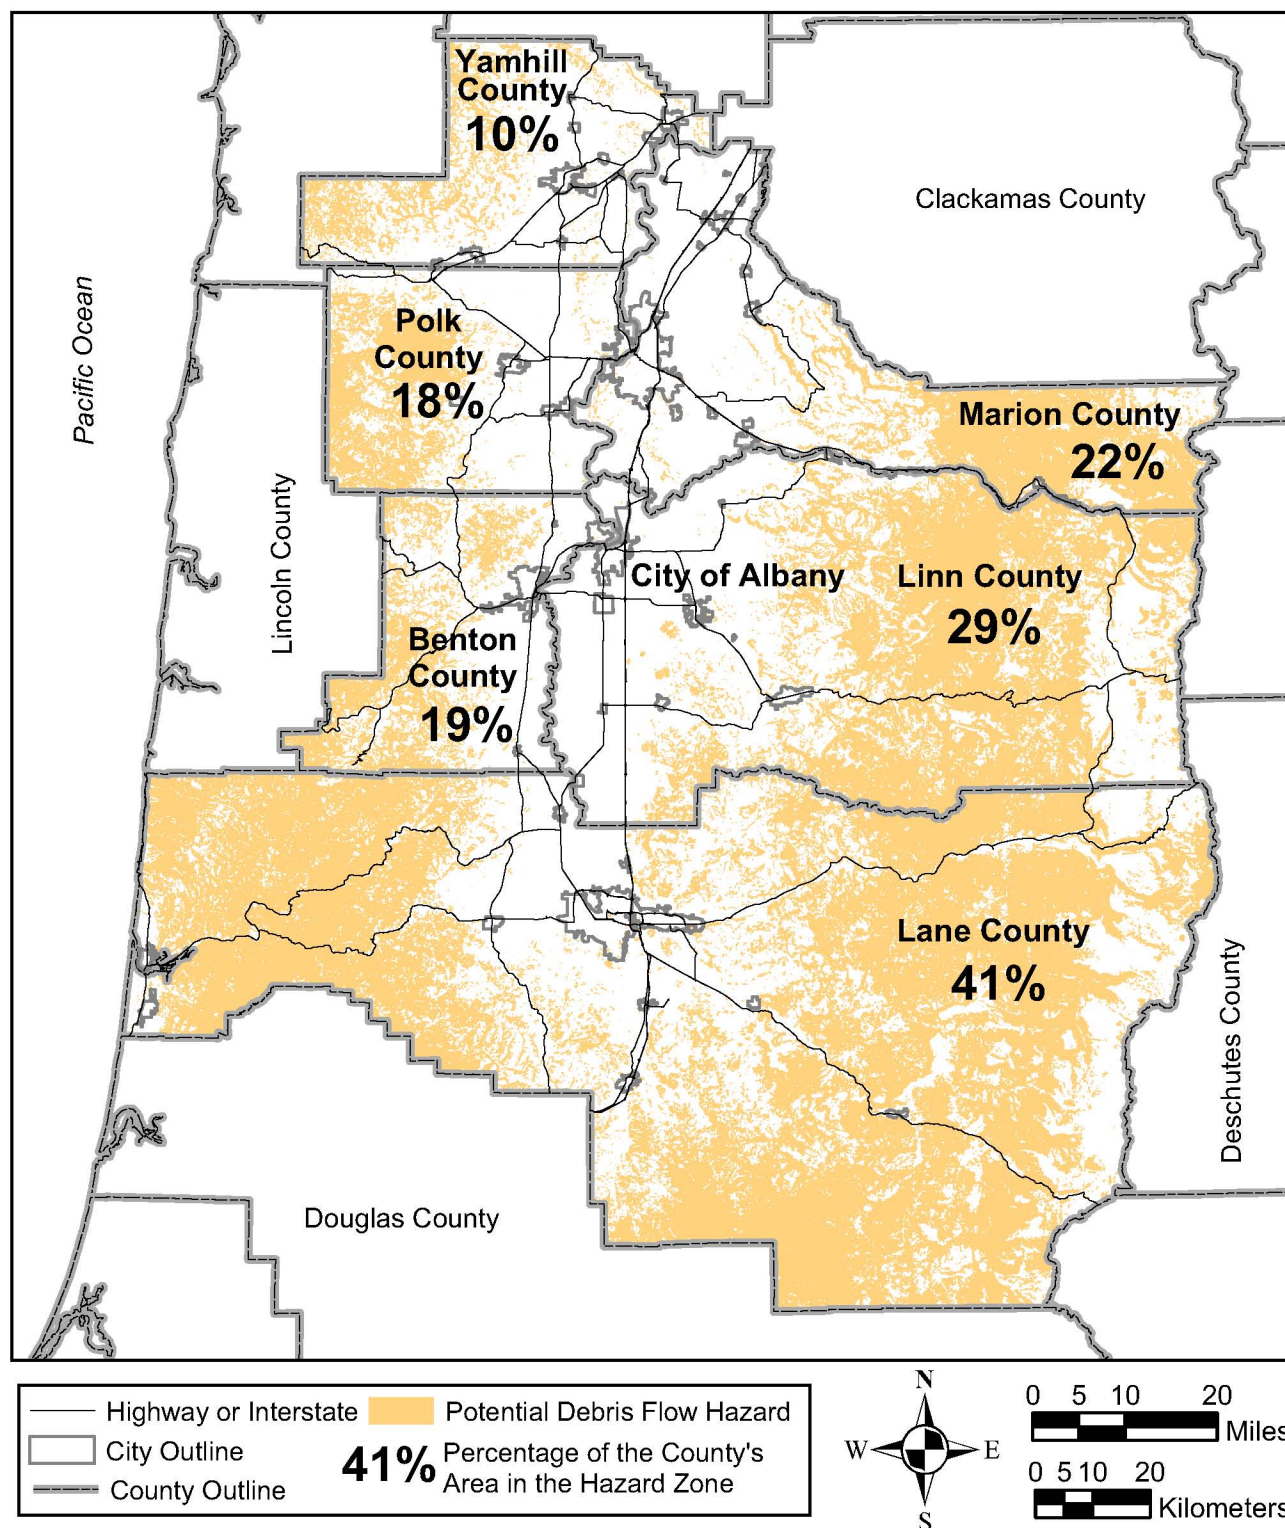 Yamhill
County
10%
Clackamas County
Pacific Ocean
Polk
County
18%
Marion County
22%
Lincoln County
City of Albany
Linn County
29%
Benton
County
19%
Lane County
41%
Deschutes County
Douglas County
Highway or Interstate
City Outline
County Outline
Potential Debris Flow Hazard
41% Percentage of the County's
Area in the Hazard Zone
N
W E
S
0 5 10 20
Miles
0 5 10 20
Kilometers